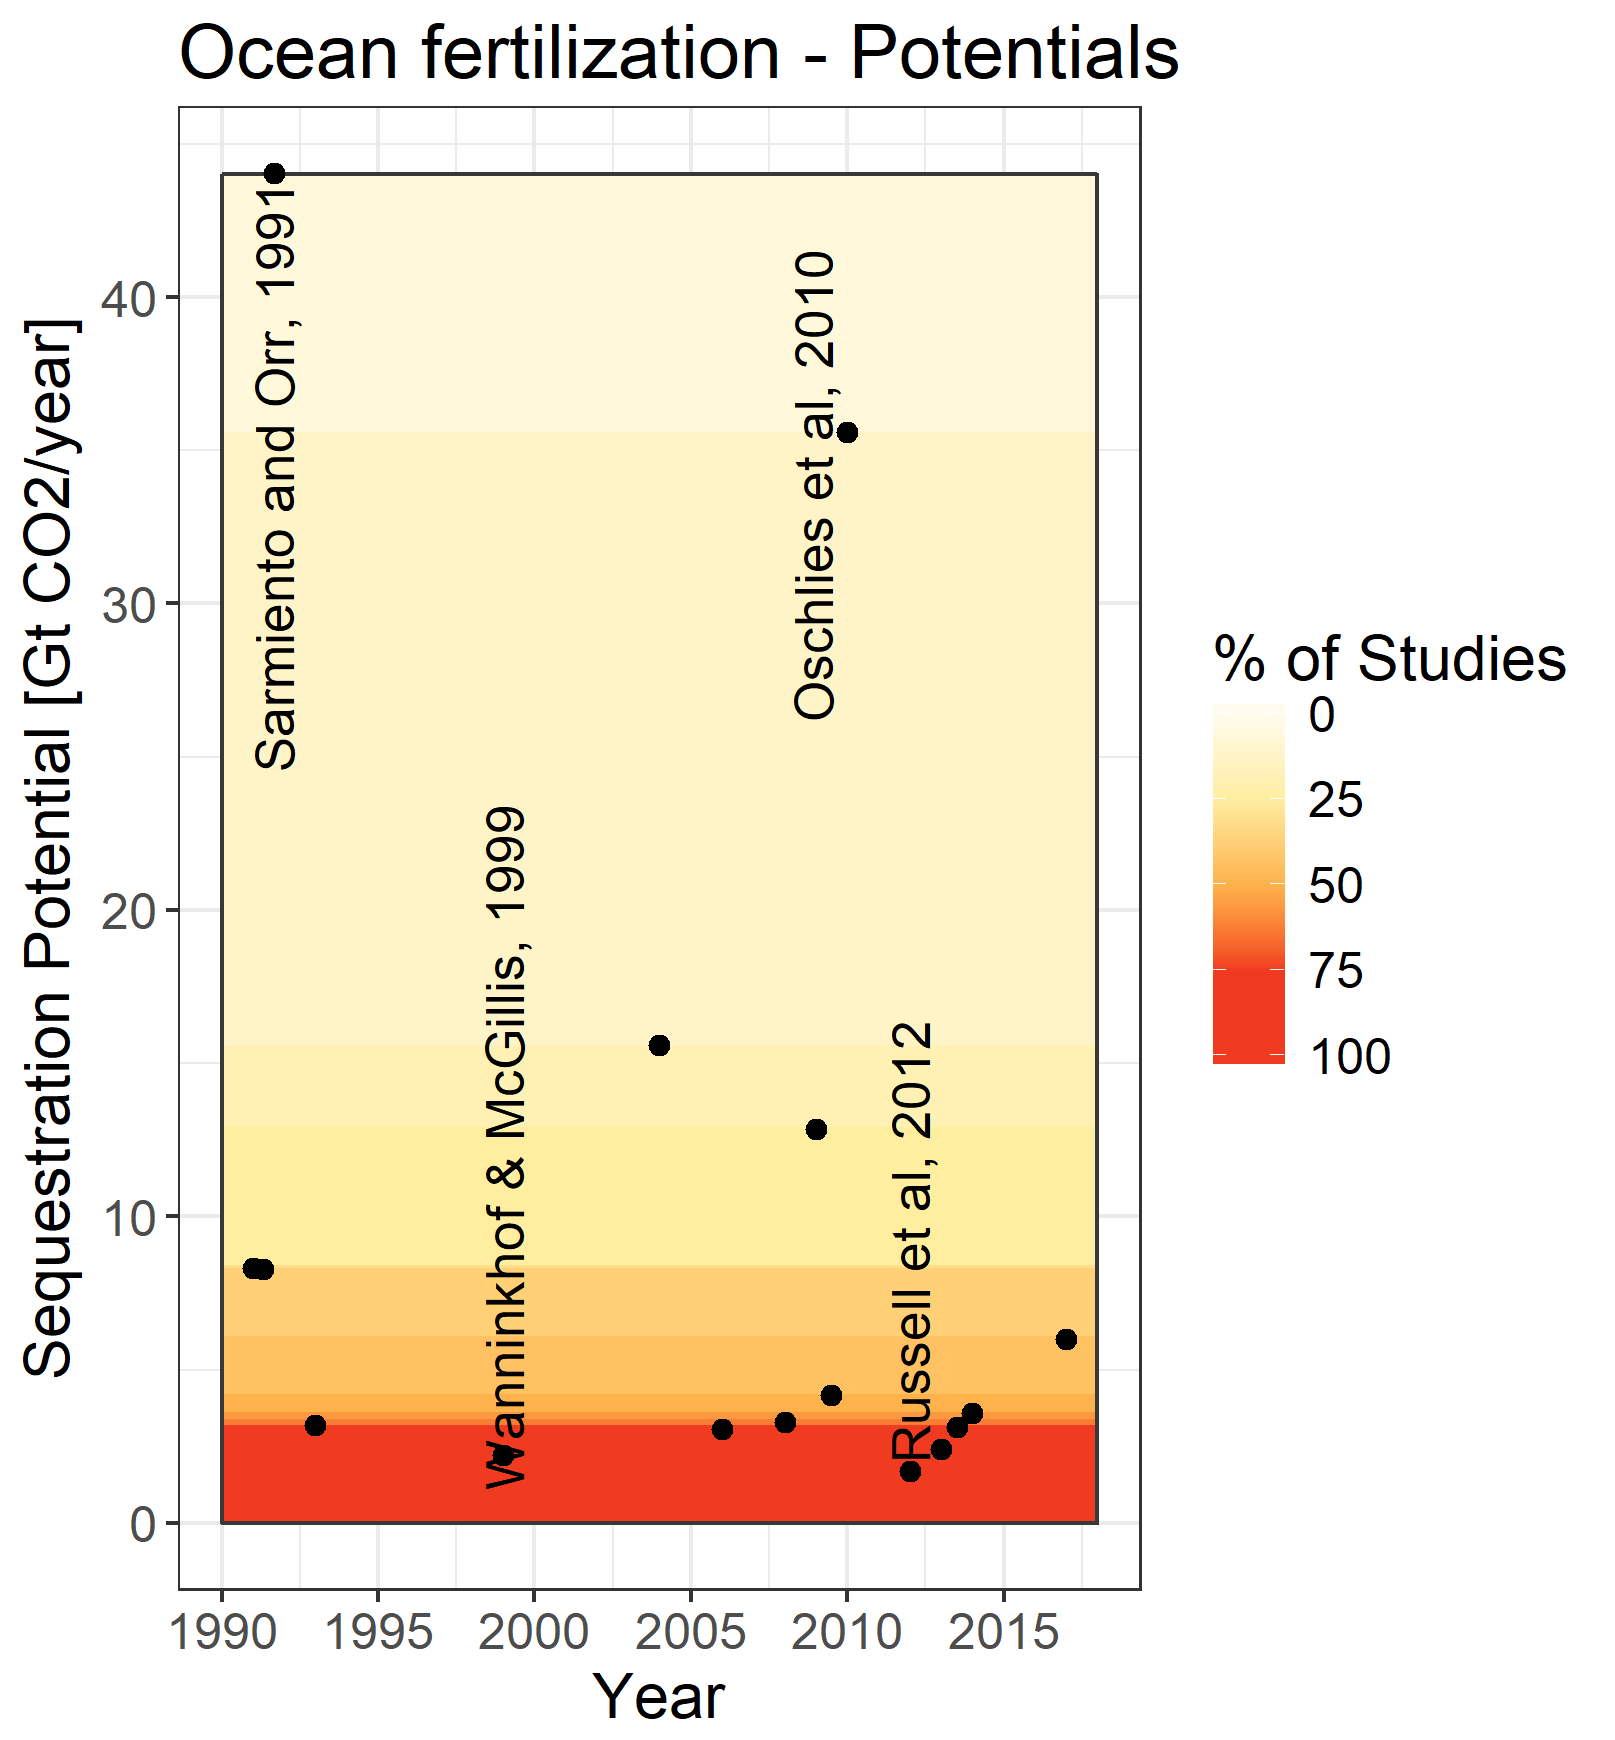 Ocean fertilization - Potentials
Sequestration Potential [Gt CO2/year]
40
30
20
10
0
Sarmiento and Orr, 1991
Wanninkhof & McGillis, 1999
Oschlies et al, 2010
Russell et al, 2012
1990 1995 2000 2005 2010 2015
Year
% of Studies
0
25
50
75
100